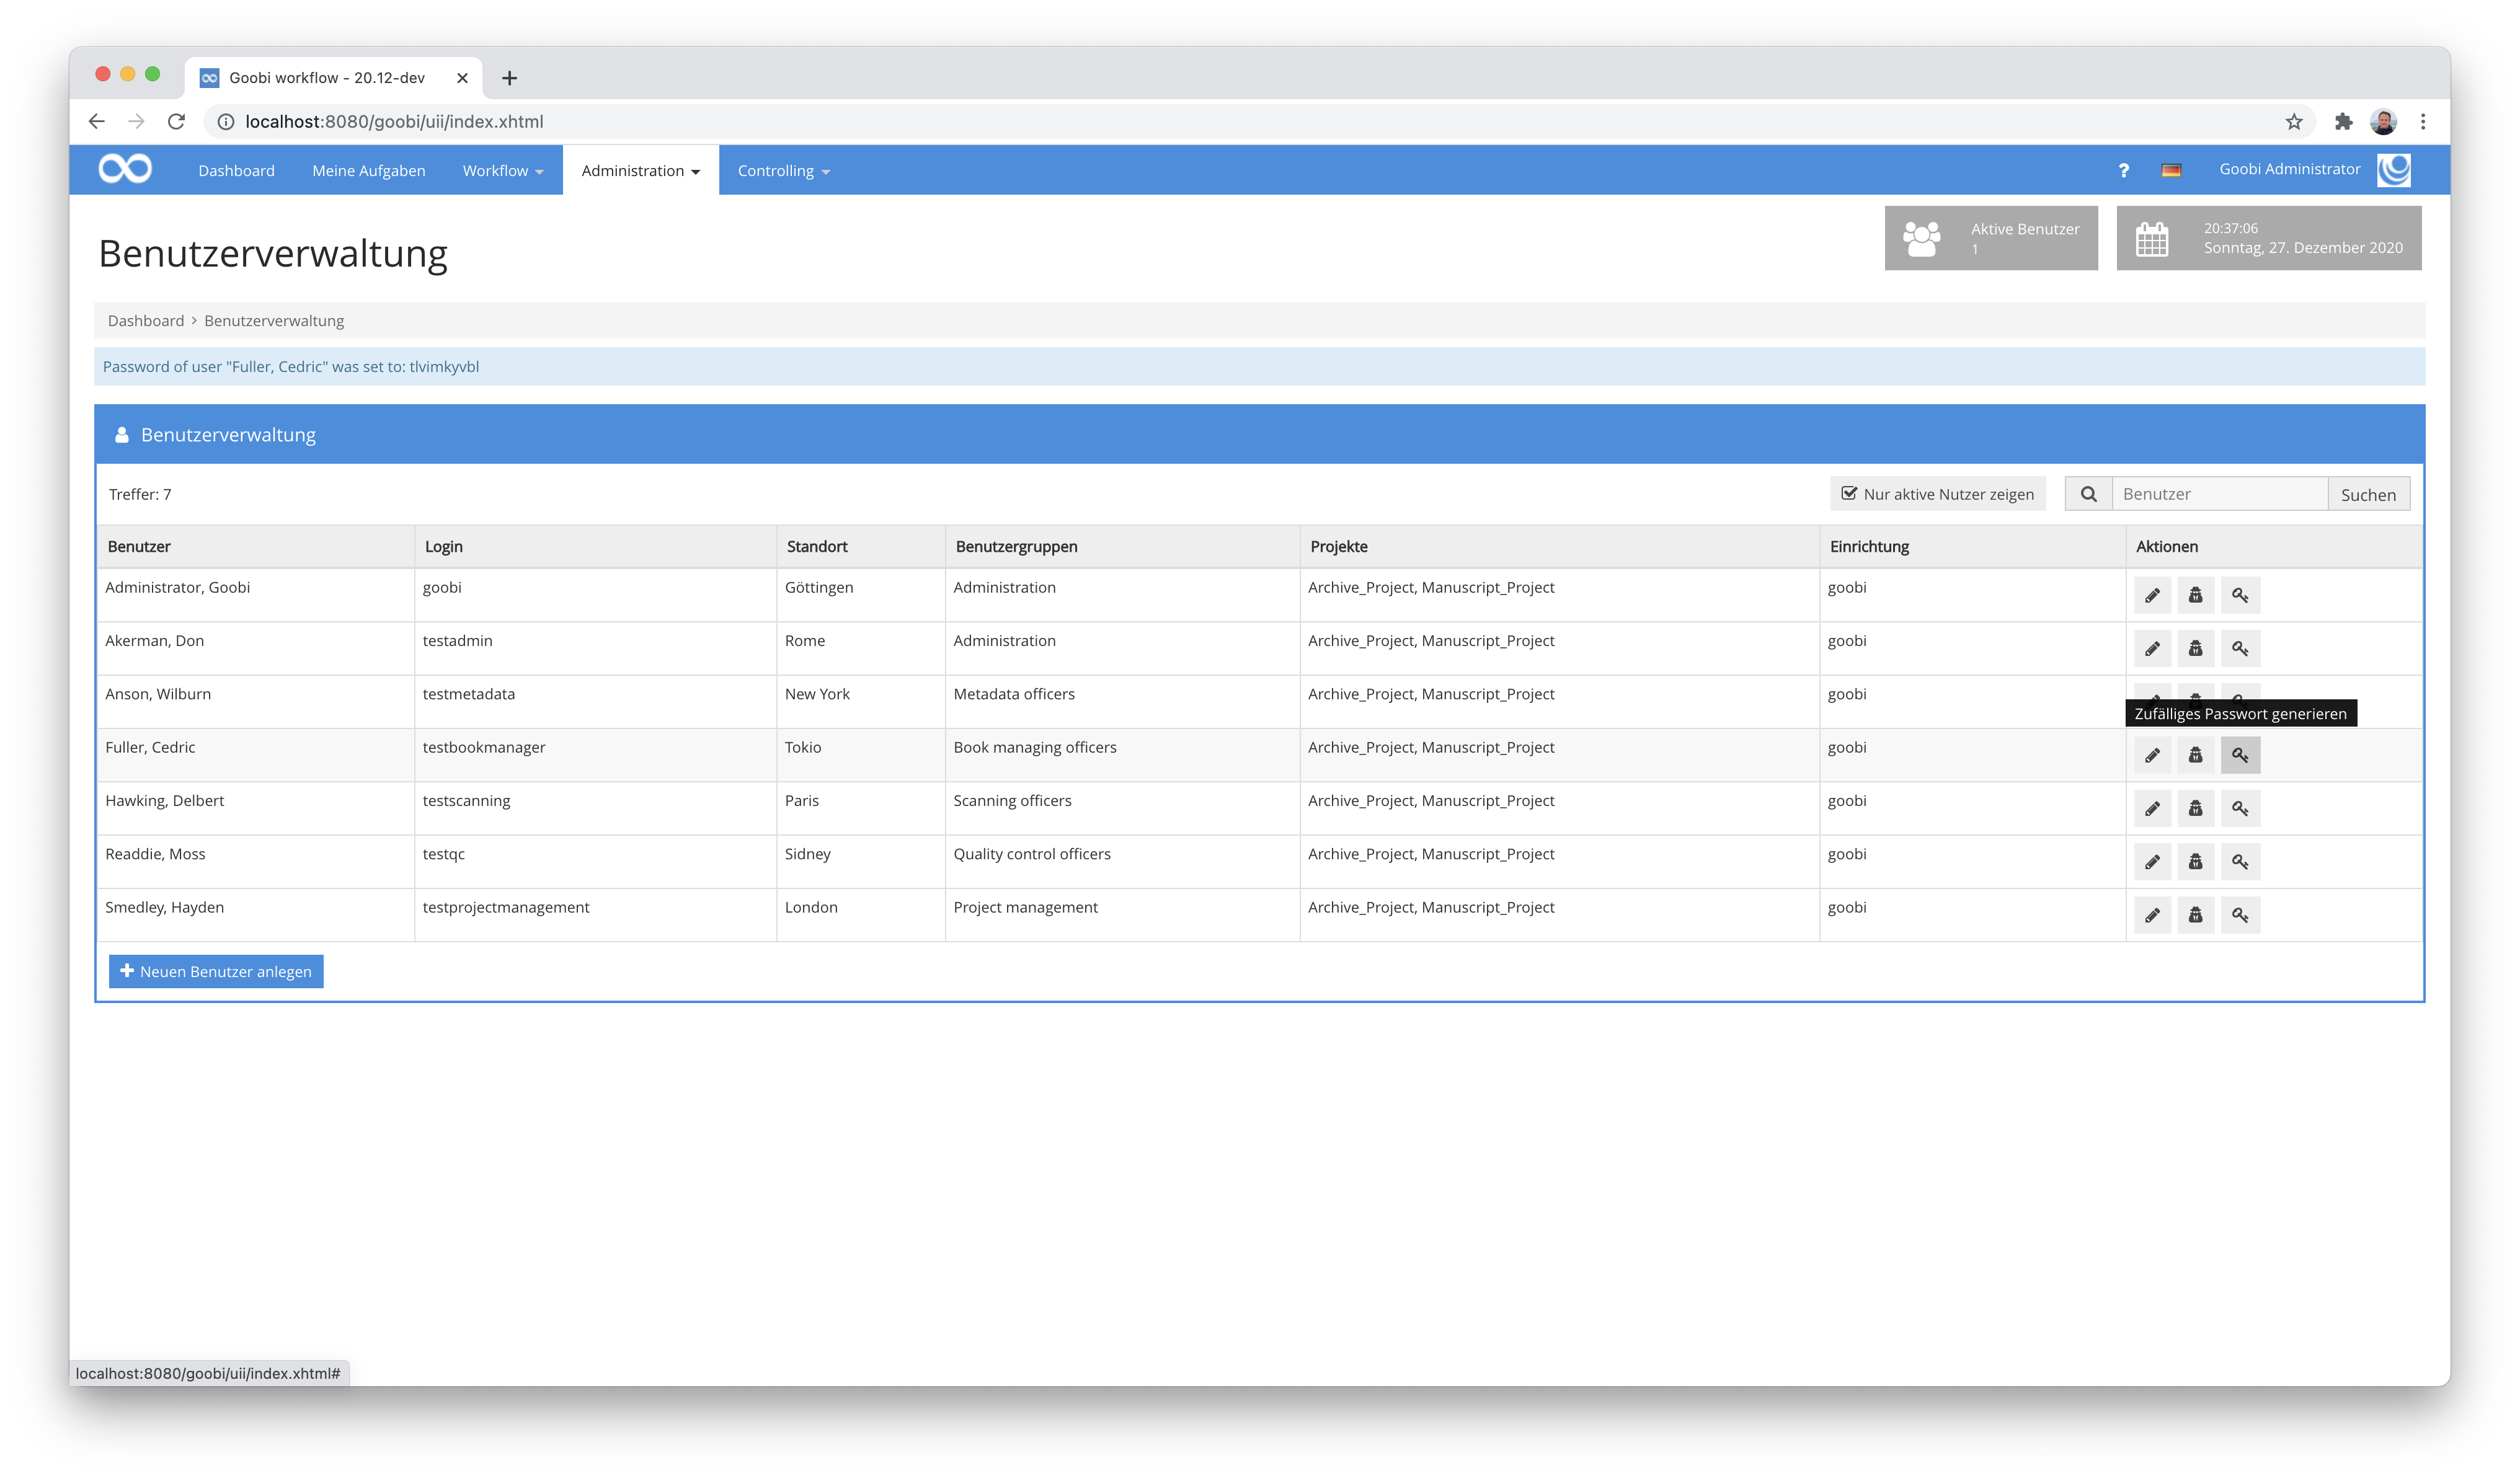 Goobi workflow - 20.12-dev
localhost:8080/goobi/uii/index.xhtml
Dashboard Meine Aufgaben Workflow Administration Controlling ? Goobi Administrator
Benutzerverwaltung
Aktive Benutzer
1
20:37:06
Sonntag, 27. Dezember 2020
Dashboard > Benutzerverwaltung
Password of user "Fuller, Cedric" was set to: tlvimkyvbl
Benutzerverwaltung
Treffer: 7 Nur aktive Nutzer zeigen Benutzer Suchen
Benutzer Login Standort Benutzergruppen Projekte Einrichtung Aktionen
Administrator, Goobi goobi Göttingen Administration Archive_Project, Manuscript_Project goobi
Akerman, Don testadmin Rome Administration Archive_Project, Manuscript_Project goobi
Anson, Wilburn testmetadata New York Metadata officers Archive_Project, Manuscript_Project goobi
Zufälliges Passwort generieren
Fuller, Cedric testbookmanager Tokio Book managing officers Archive_Project, Manuscript_Project goobi
Hawking, Delbert testscanning Paris Scanning officers Archive_Project, Manuscript_Project goobi
Readdie, Moss testqc Sidney Quality control officers Archive_Project, Manuscript_Project goobi
Smedley, Hayden testprojectmanagement London Project management Archive_Project, Manuscript_Project goobi
Neuen Benutzer anlegen
localhost:8080/goobi/uii/index.xhtml#